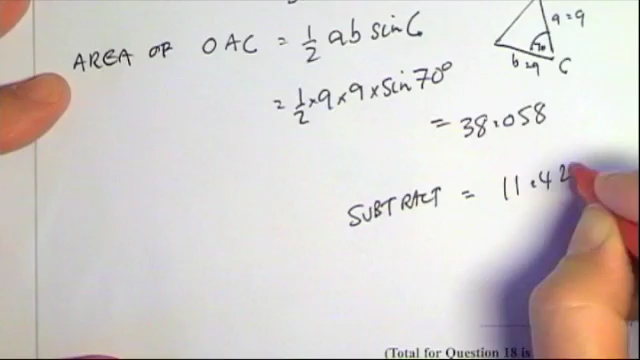 AREA OF OAC = 1/2 ab sin C
= 1/2 × 9 × 9 × sin 70°
= 38.058
SUBTRACT = 11.42
a = 9
70
b = 9
C
(Total for Question 18 is